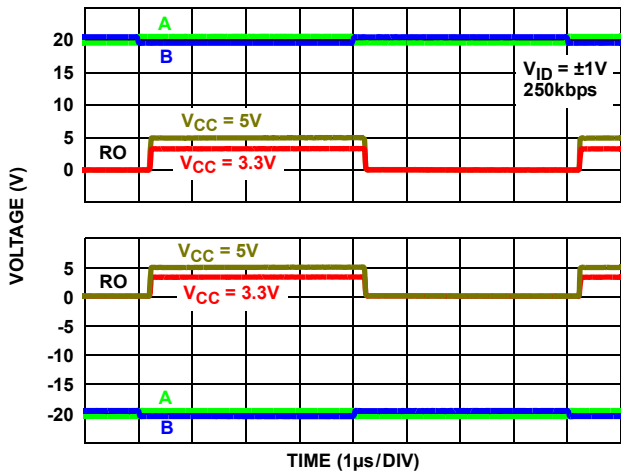 A
20
B
V_ID = ±1V
250kbps
15
10
V_CC = 5V
5
RO
V_CC = 3.3V
0
VOLTAGE (V)
V_CC = 5V
5
RO
V_CC = 3.3V
0
-5
-10
-15
A
-20
B
TIME (1µs/DIV)